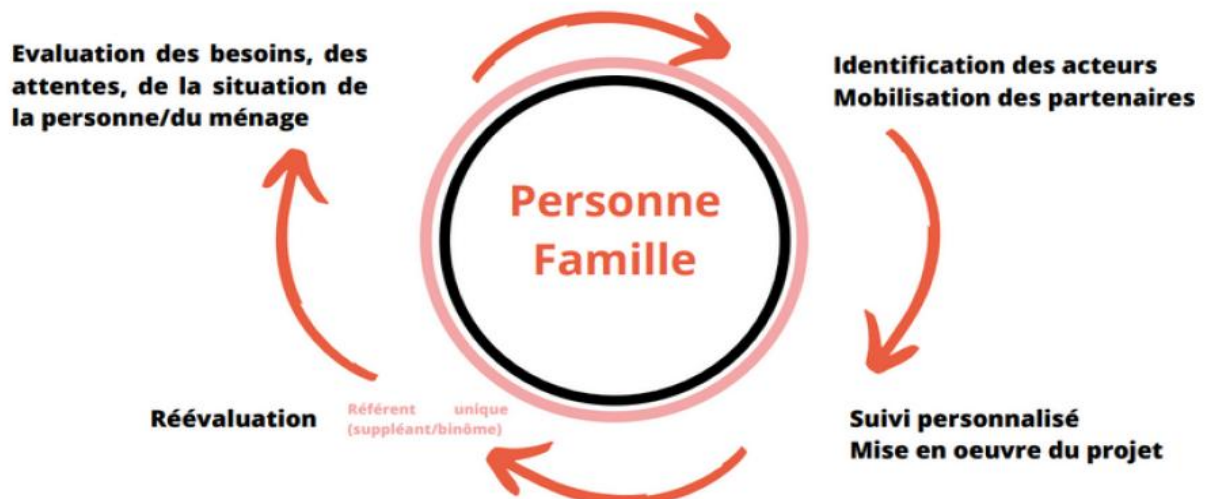 Evaluation des besoins, des
attentes, de la situation de
la personne/du ménage
Identification des acteurs
Mobilisation des partenaires
Personne
Famille
Réévaluation
Référent unique
(suppléant/binôme)
Suivi personnalisé
Mise en oeuvre du projet